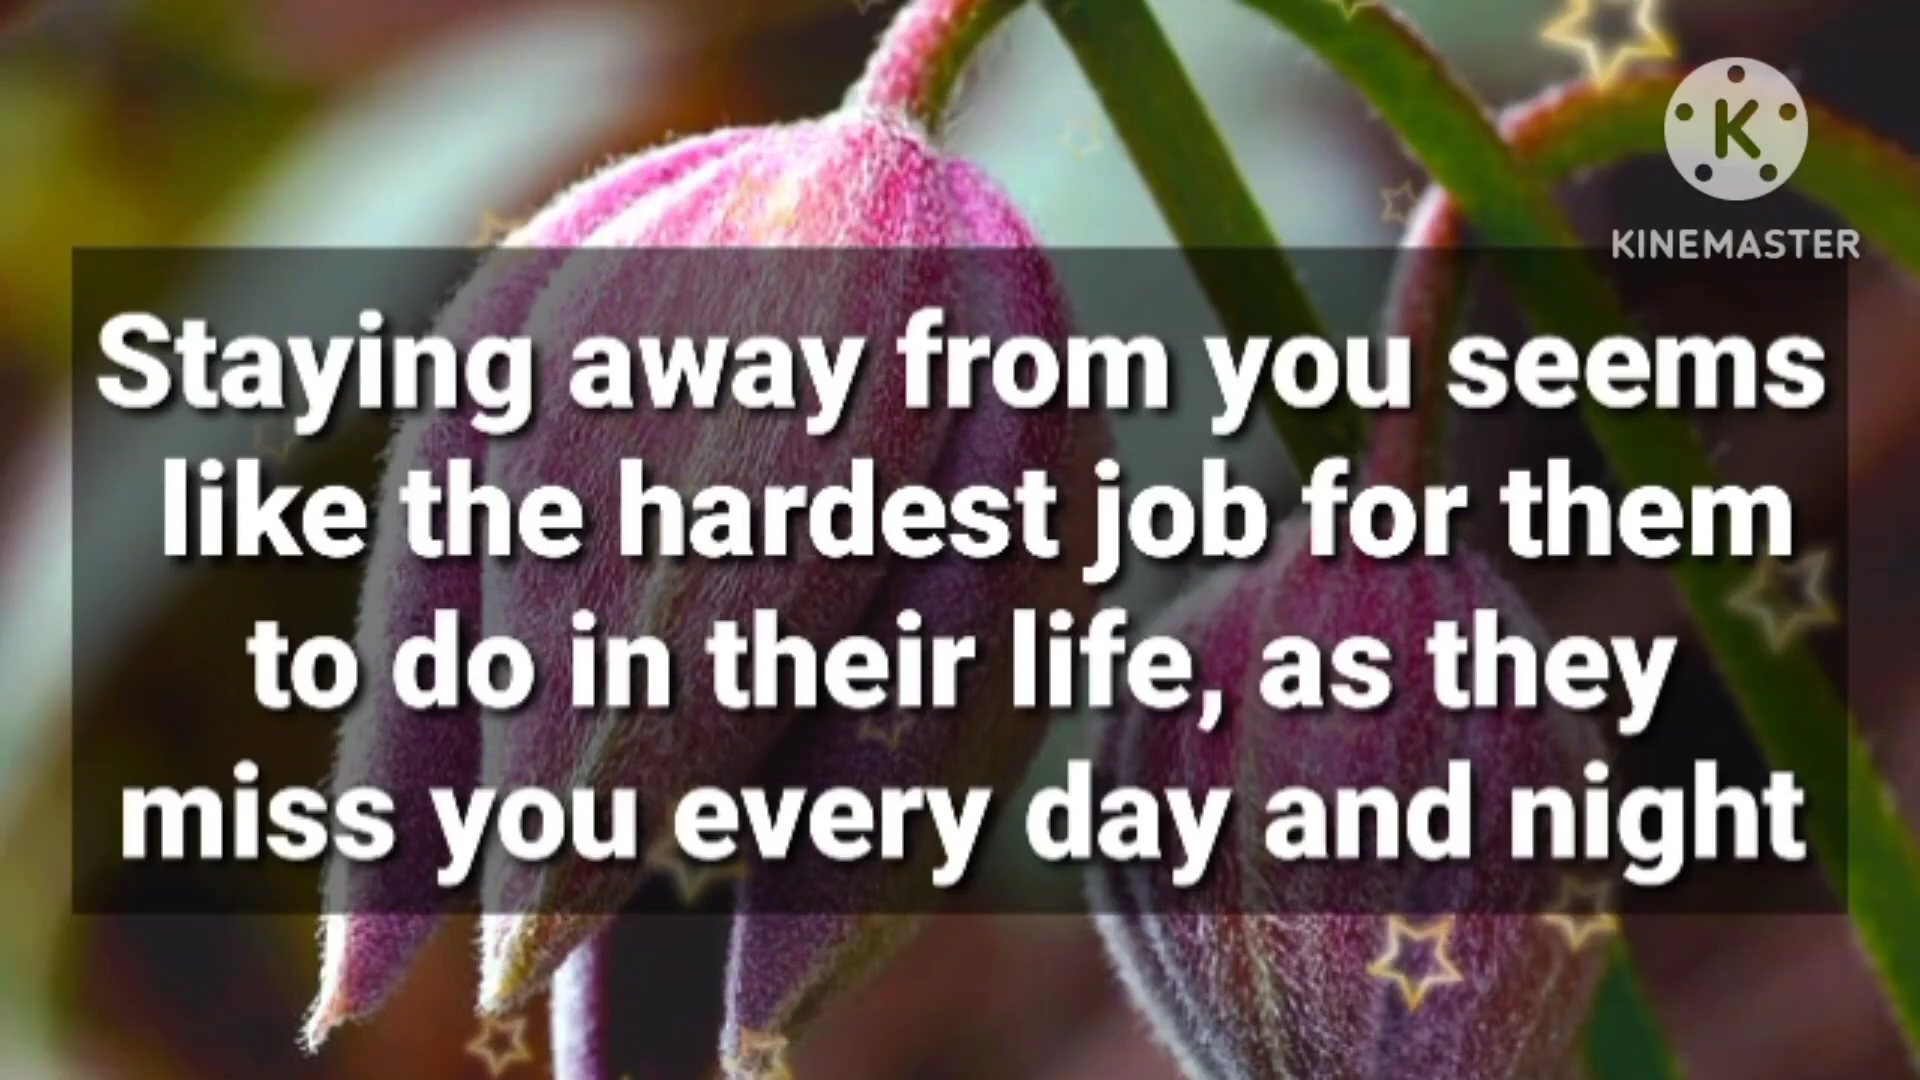 K
KINEMASTER
Staying away from you seems
like the hardest job for them
to do in their life, as they
miss you every day and night